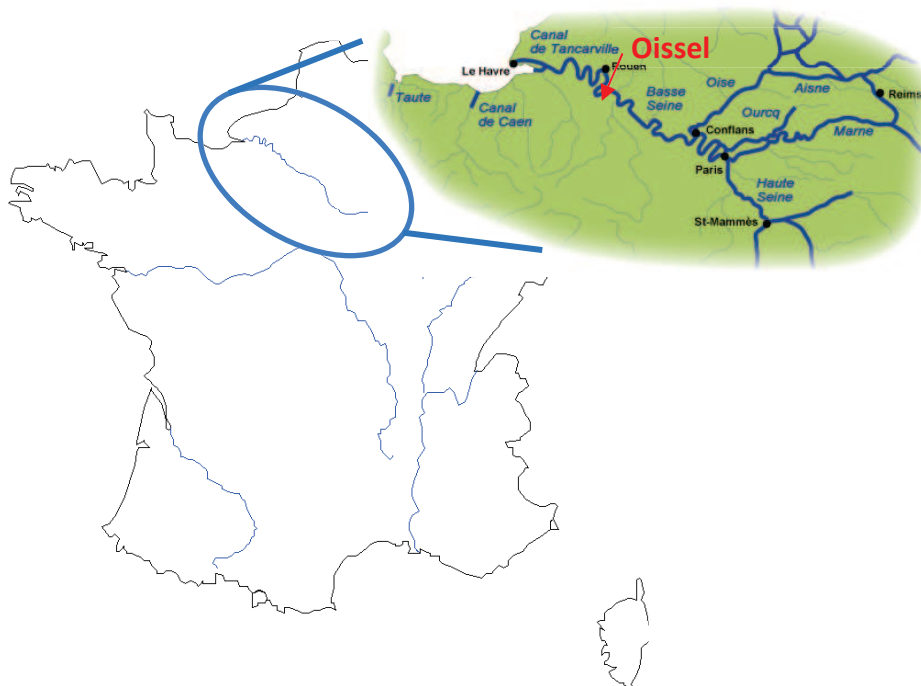 Canal
de Tancarville
Oissel
Le Havre
Rouen
Taute
Canal
de Caen
Basse
Seine
Oise
Aisne
Reims
Ourcq
Conflans
Marne
Paris
Haute
Seine
St-Mammès